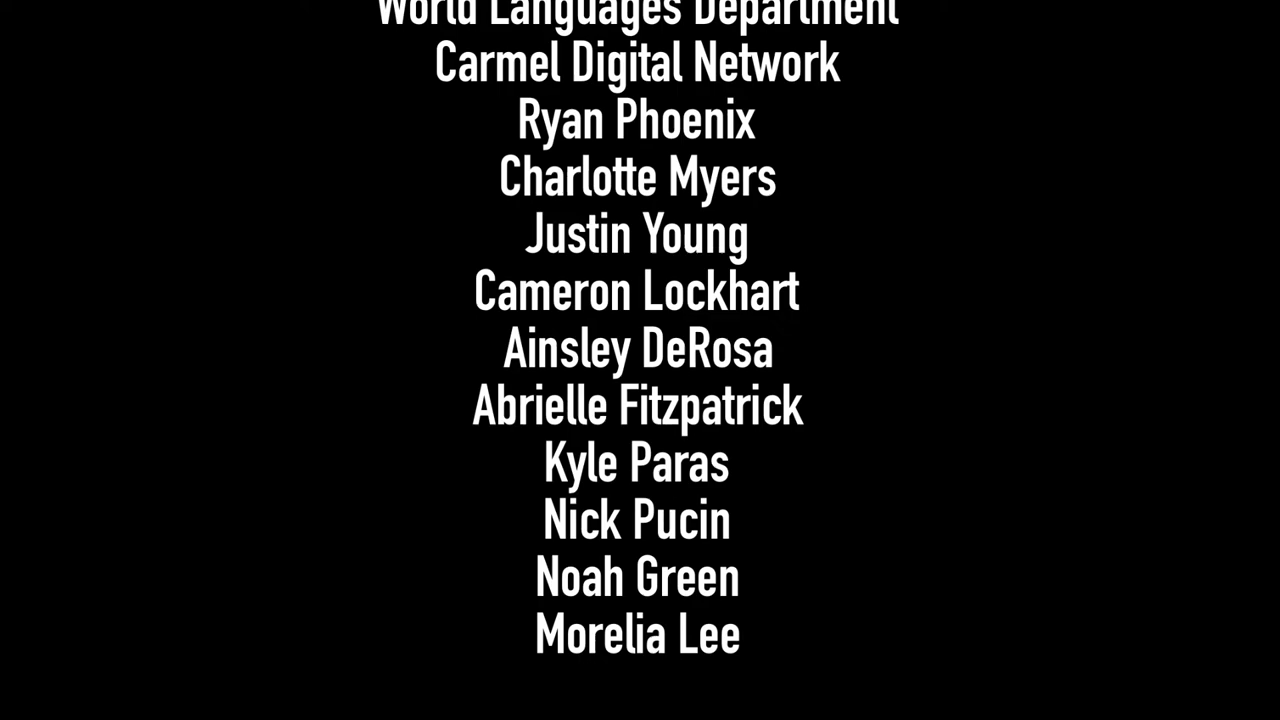 World Languages Department
Carmel Digital Network
Ryan Phoenix
Charlotte Myers
Justin Young
Cameron Lockhart
Ainsley DeRosa
Abrielle Fitzpatrick
Kyle Paras
Nick Pucin
Noah Green
Morelia Lee